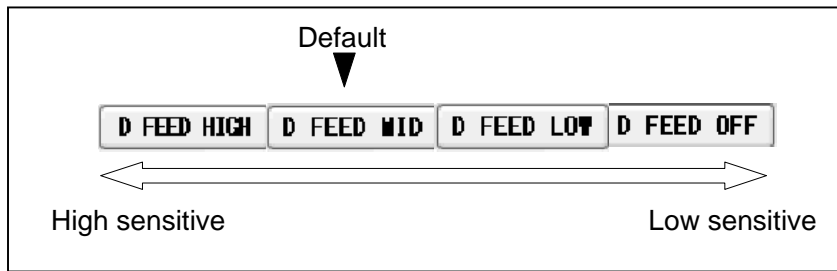 Default
D FEED HIGH D FEED MID D FEED LOW D FEED OFF
High sensitive Low sensitive